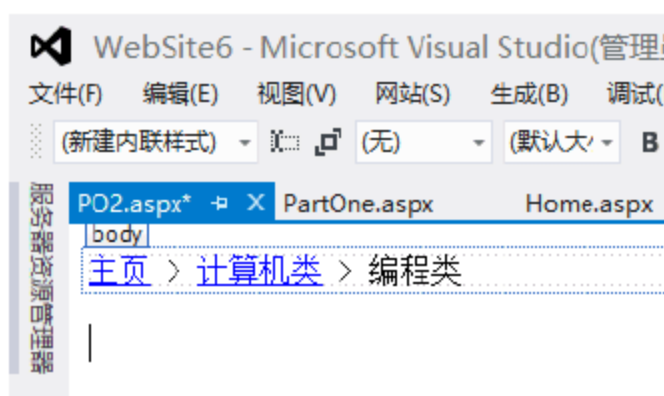 WebSite6 - Microsoft Visual Studio(管理
文件(F) 编辑(E) 视图(V) 网站(S) 生成(B) 调试(
(新建内联样式) (无) (默认大 B
服务器资源管理器
PO2.aspx* PartOne.aspx Home.aspx
body
主页 > 计算机类 > 编程类